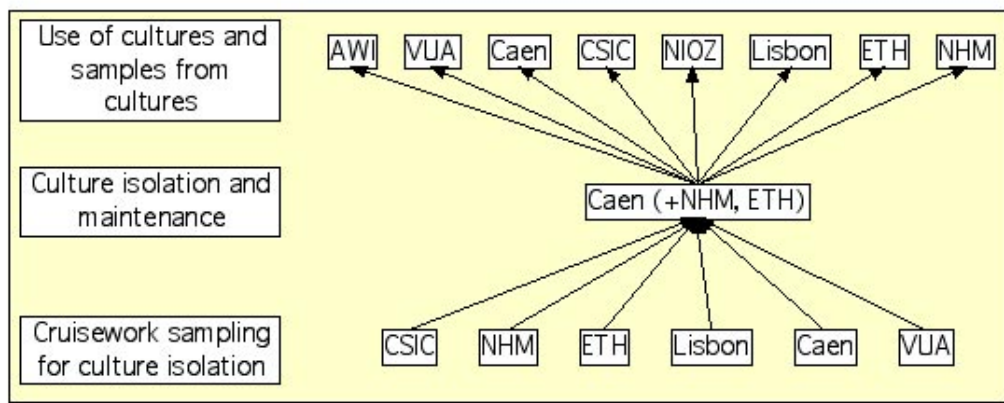 Use of cultures and
samples from
cultures
AWI VUA Caen CSIC NIOZ Lisbon ETH NHM
Culture isolation and
maintenance
Caen (+NHM, ETH)
Cruisework sampling
for culture isolation
CSIC NHM ETH Lisbon Caen VUA